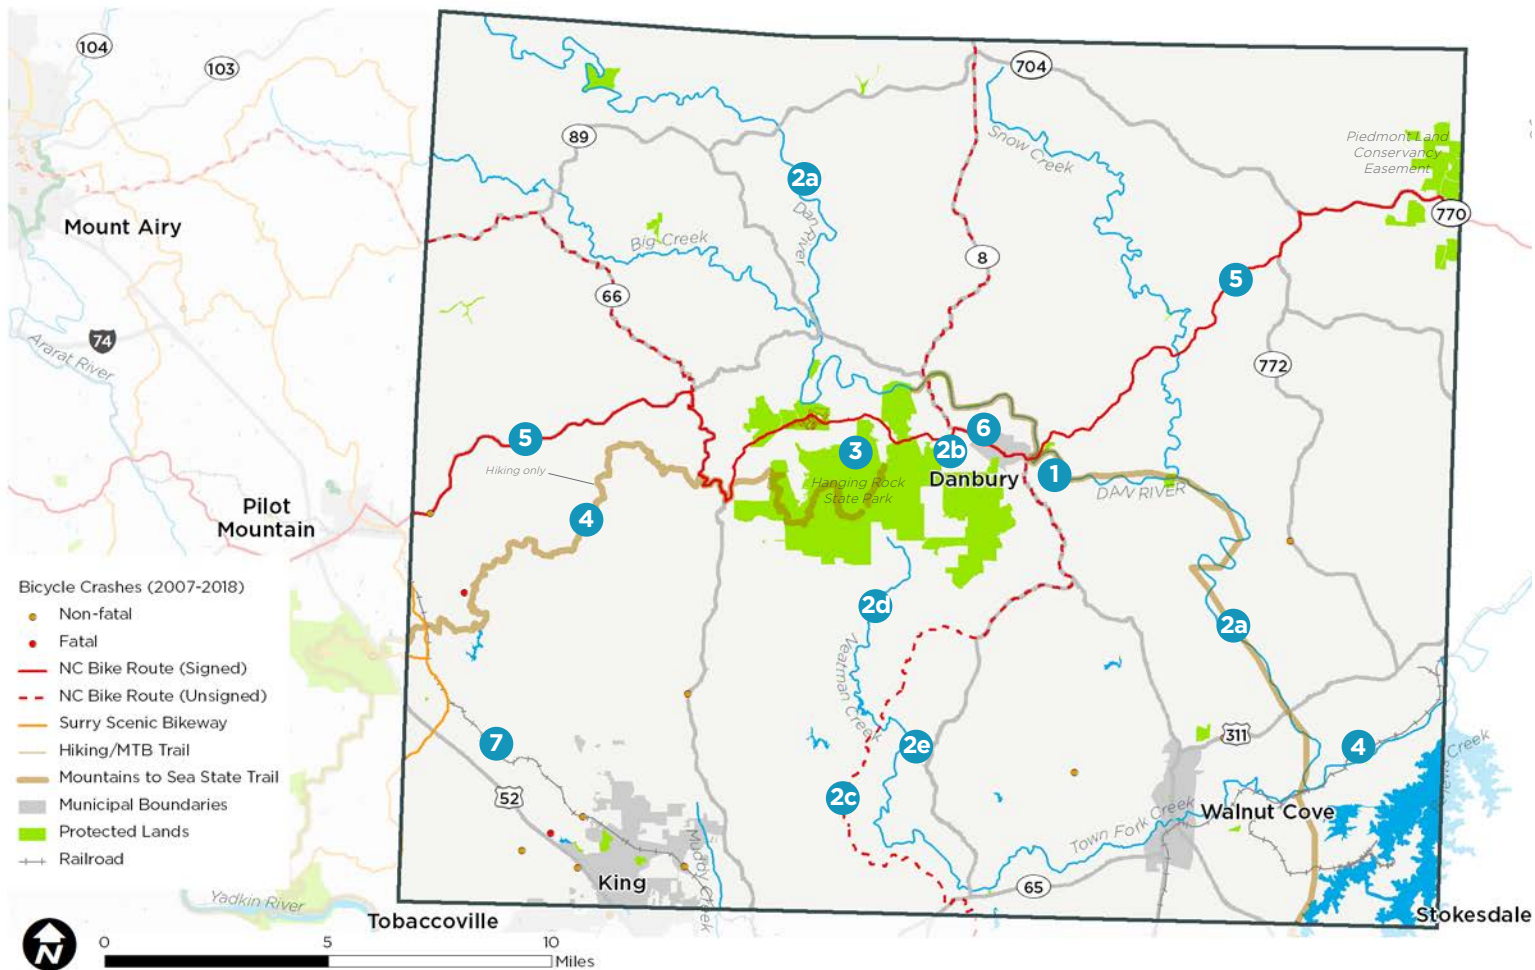 104
103
704
89
Snow Creek
Piedmont Land
Conservancy
Easement
2a
770
Mount Airy
Dan River
Big Creek
8
5
66
74
Ararat River
772
5
6
3
2b
Hiking only
Danbury
1
Hanging Rock
State Park
DAN RIVER
Pilot
Mountain
4
Bicycle Crashes (2007-2018)
Non-fatal
Fatal
NC Bike Route (Signed)
NC Bike Route (Unsigned)
Surry Scenic Bikeway
Hiking/MTB Trail
Mountains to Sea State Trail
Municipal Boundaries
Protected Lands
Railroad
2d
2a
Neatman Creek
7
2e
311
4
52
2c
Walnut Cove
Town Fork Creek
Muddy Creek
King
65
Yadkin River
Tobaccoville
Stokesdale
N
0
5
10
Miles